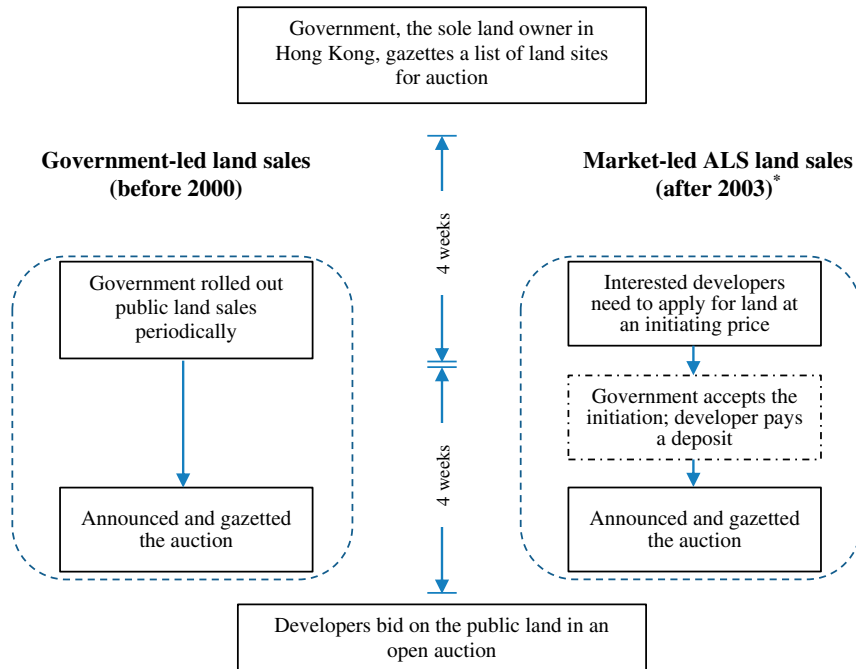 Government, the sole land owner in
Hong Kong, gazettes a list of land sites
for auction
Government-led land sales
(before 2000)
Government rolled out
public land sales
periodically
Announced and gazetted
the auction
4 weeks
4 weeks
Market-led ALS land sales
(after 2003)*
Interested developers
need to apply for land at
an initiating price
Government accepts the
initiation; developer pays
a deposit
Announced and gazetted
the auction
Developers bid on the public land in an
open auction